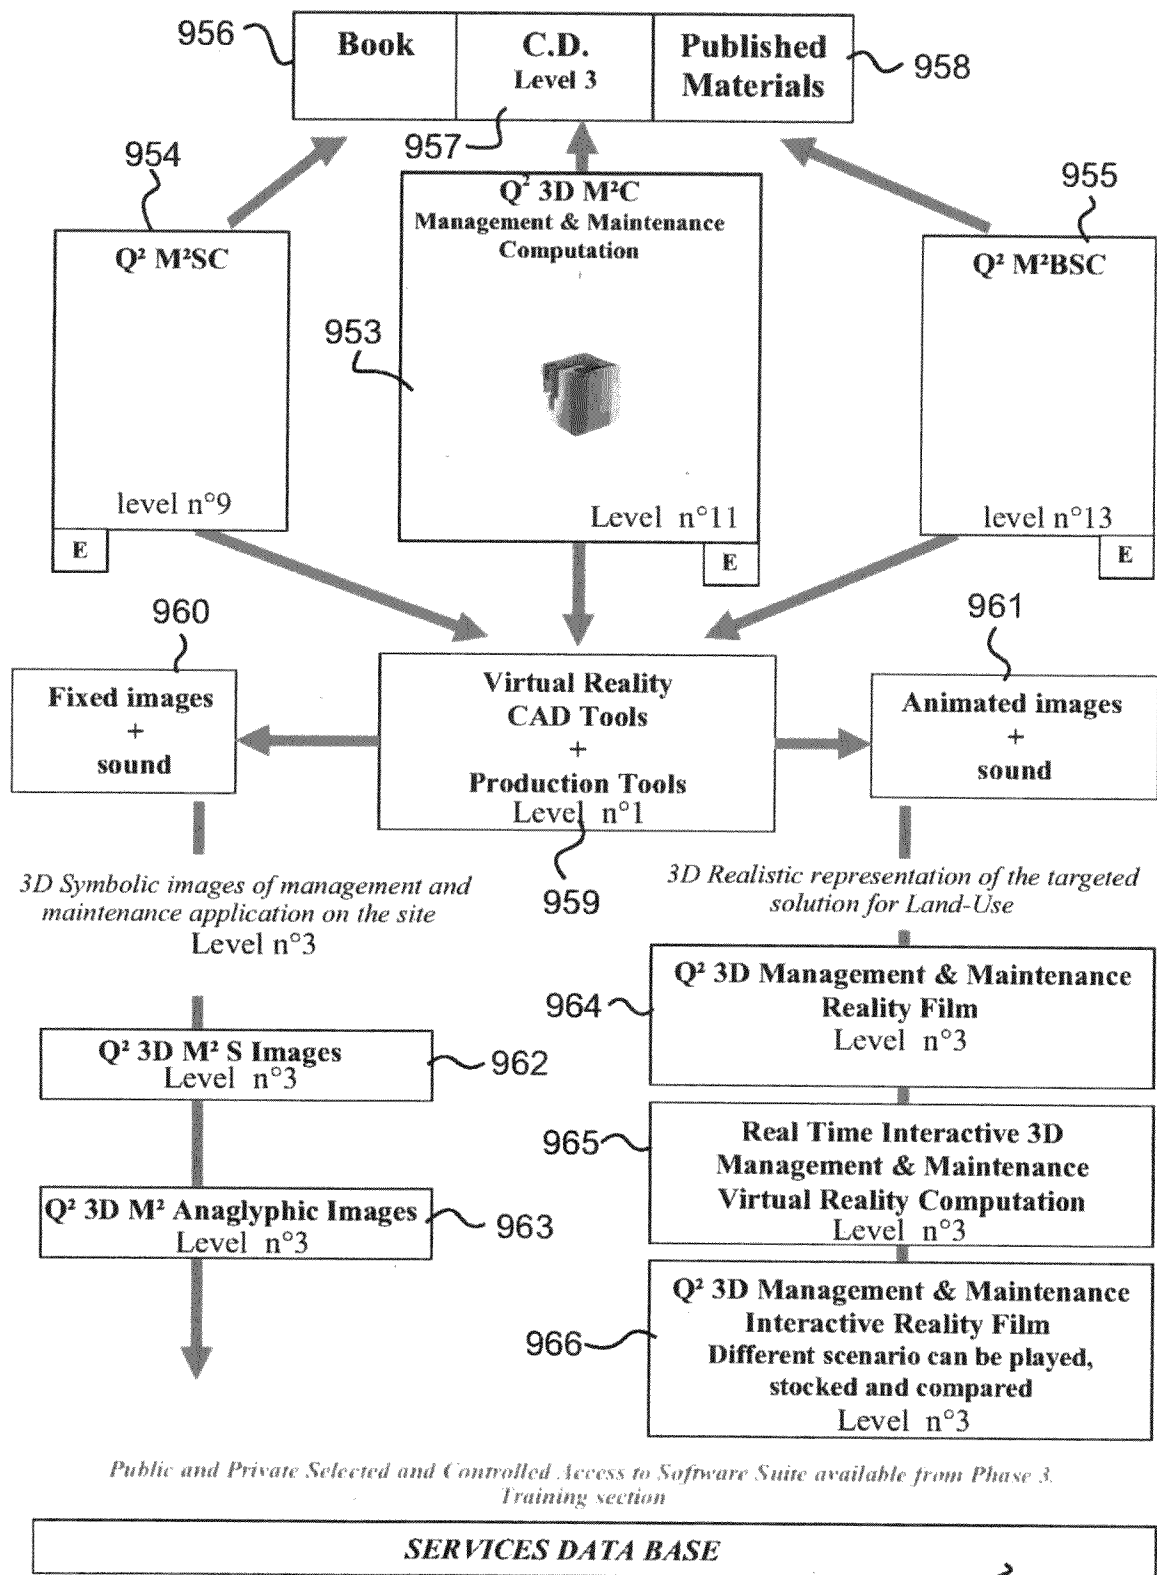 956
Book
C.D.
Level 3
Published
Materials
958
957
954
955
Q² M²SC
level n°9
E
Q² 3D M²C
Management & Maintenance
Computation
953
Level n°11
E
Q² M²BSC
level n°13
E
960
961
Fixed images
+
sound
Virtual Reality
CAD Tools
+
Production Tools
Level n°1
959
Animated images
+
sound
3D Symbolic images of management and
maintenance application on the site
Level n°3
3D Realistic representation of the targeted
solution for Land-Use
Q² 3D M² S Images
Level n°3
962
Q² 3D M² Anaglyphic Images
Level n°3
963
964
Q² 3D Management & Maintenance
Reality Film
Level n°3
965
Real Time Interactive 3D
Management & Maintenance
Virtual Reality Computation
Level n°3
966
Q² 3D Management & Maintenance
Interactive Reality Film
Different scenario can be played,
stocked and compared
Level n°3
Public and Private Selected and Controlled Access to Software Suite available from Phase 3.
Training section
SERVICES DATA BASE